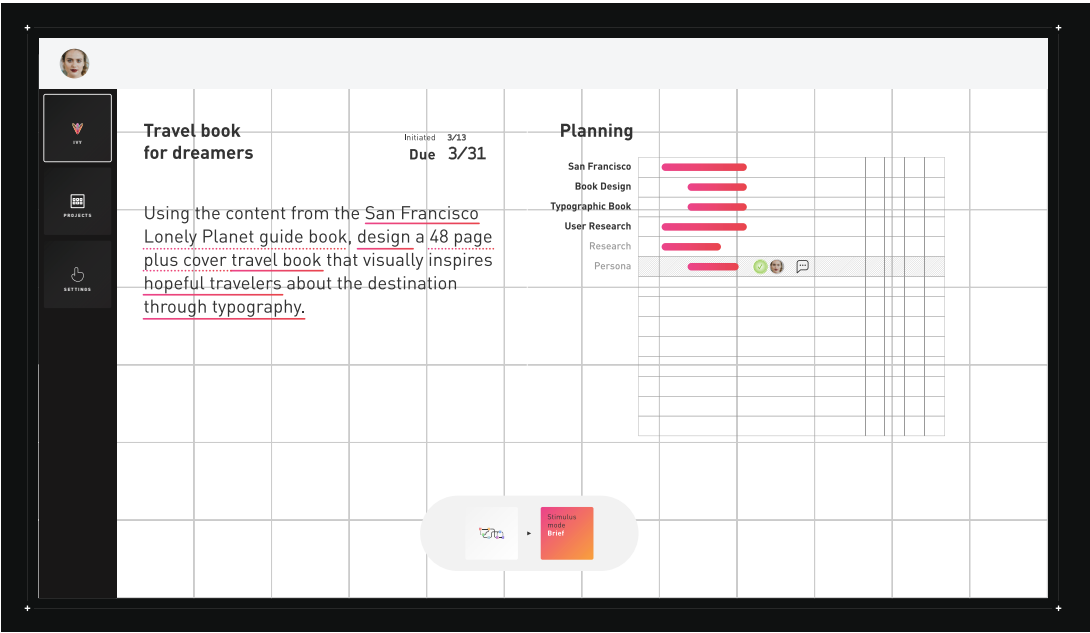 IVY
PROJECTS
SETTINGS
Travel book
for dreamers
Initiated 3/13
Due 3/31
Using the content from the San Francisco
Lonely Planet guide book, design a 48 page
plus cover travel book that visually inspires
hopeful travelers about the destination
through typography.
Planning
San Francisco
Book Design
Typographic Book
User Research
Research
Persona
Stimulus
mode
Brief